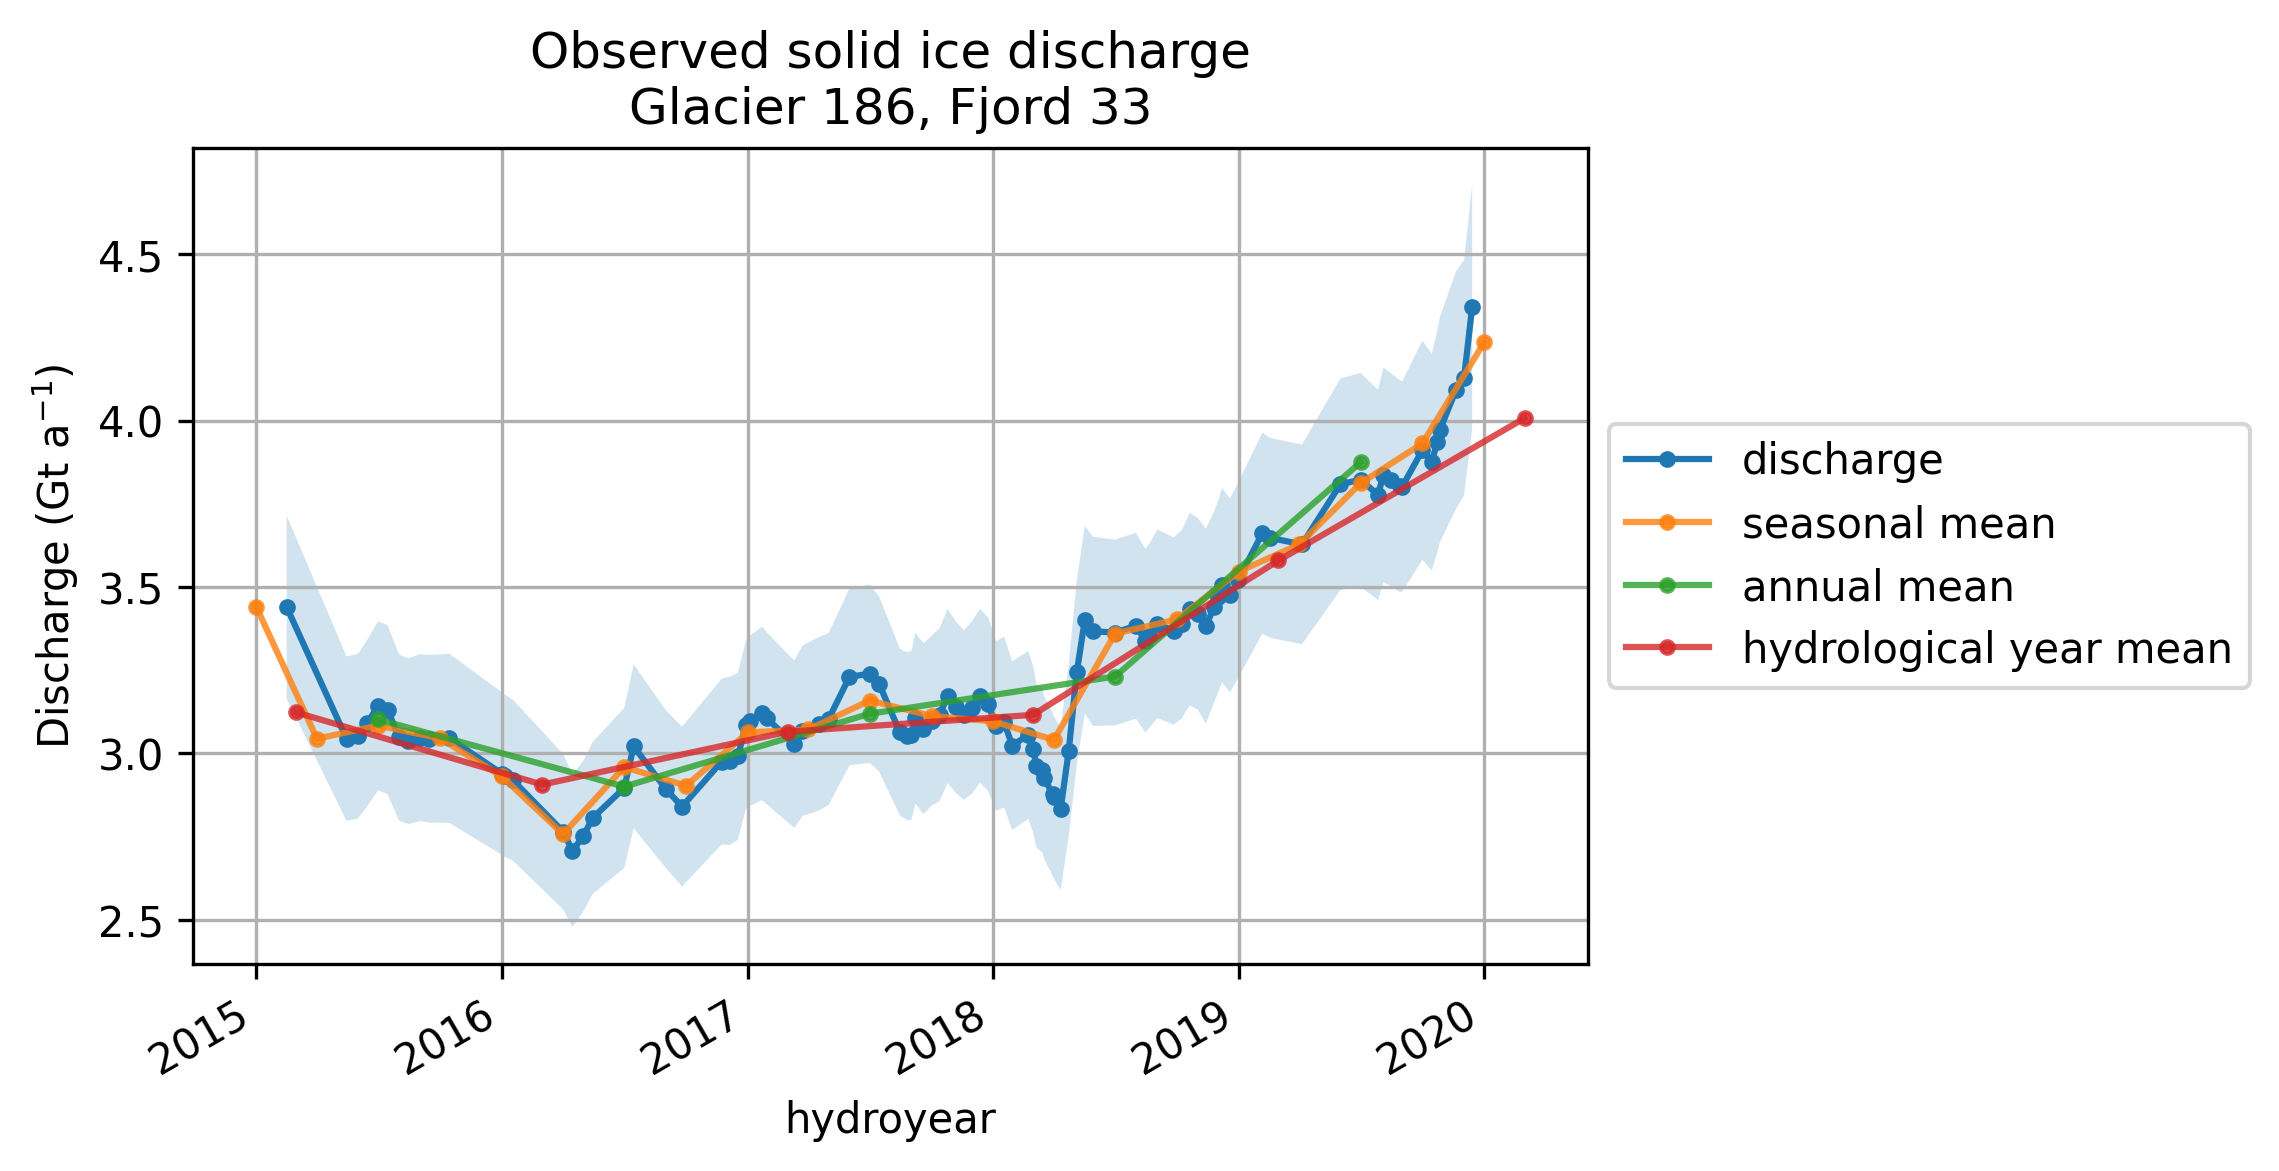 Observed solid ice discharge
Glacier 186, Fjord 33
Discharge (Gt a⁻¹)
4.5
4.0
3.5
3.0
2.5
2015
2016
2017
2018
2019
2020
hydroyear
discharge
seasonal mean
annual mean
hydrological year mean